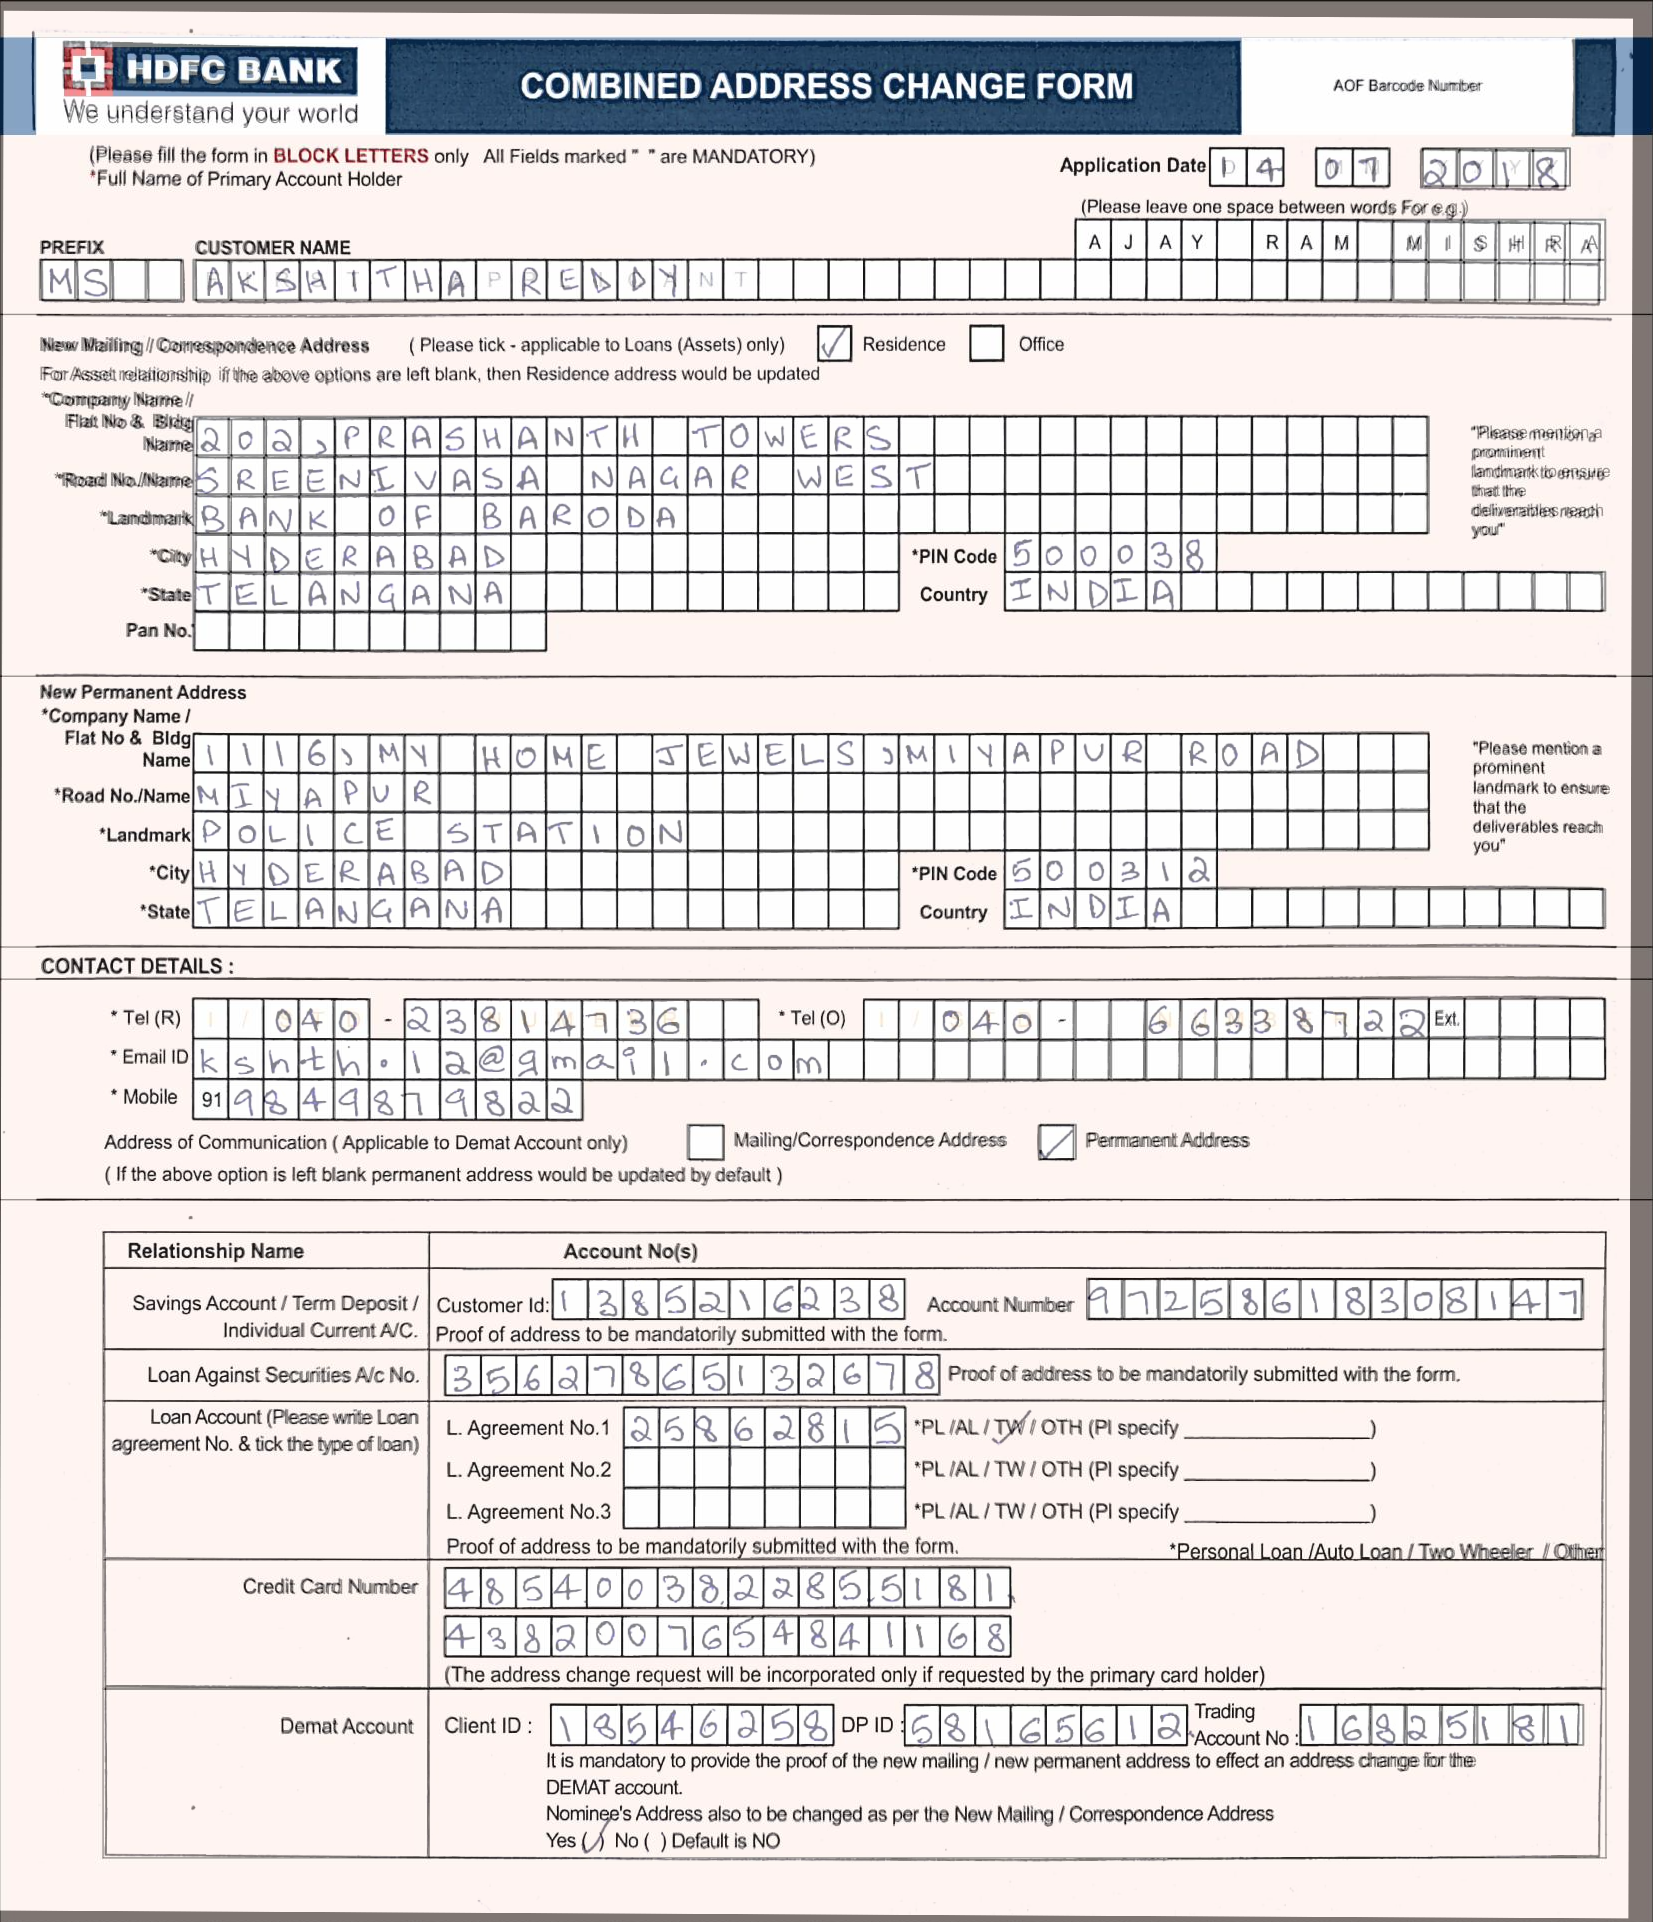 HDFC BANK
We understand your world
COMBINED ADDRESS CHANGE FORM
AOF Barcode Number
(Please fill the form in BLOCK LETTERS only All Fields marked " " are MANDATORY)
*Full Name of Primary Account Holder
Application Date 14 07 2018
(Please leave one space between words For e.g.)
AJAY RAM MISHRA
PREFIX CUSTOMER NAME
MS AKSHITHA REDDY
New Mailing / Correspondence Address ( Please tick - applicable to Loans (Assets) only) ✓ Residence Office
For Asset relationship if the above options are left blank, then Residence address would be updated
*Company Name /
Flat No & Bldg
Name 202, PRASHANTH TOWERS
*Road No./Name SREENIVASA NAGAR WEST
*Landmark BANK OF BARODA
"Please mention a
prominent
landmark to ensure
that the
deliverables reach
you"
*City HYDERABAD *PIN Code 500038
*State TELANGANA Country INDIA
Pan No.
New Permanent Address
*Company Name /
Flat No & Bldg
Name 1116, MY HOME JEWELS, MIYAPUR ROAD
*Road No./Name MIYAPUR
*Landmark POLICE STATION
"Please mention a
prominent
landmark to ensure
that the
deliverables reach
you"
*City HYDERABAD *PIN Code 500312
*State TELANGANA Country INDIA
CONTACT DETAILS :
* Tel (R) 040 - 23814736 * Tel (O) 040 - 66338722 Ext.
* Email ID kshth.12@gmail.com
* Mobile 91 9849879822
Address of Communication ( Applicable to Demat Account only) Mailing/Correspondence Address ✓ Permanent Address
( If the above option is left blank permanent address would be updated by default )
Relationship Name Account No(s)
Savings Account / Term Deposit /
Individual Current A/C.
Customer Id: 1385216238 Account Number 97258618308147
Proof of address to be mandatorily submitted with the form.
Loan Against Securities A/c No. 35627865132678 Proof of address to be mandatorily submitted with the form.
Loan Account (Please write Loan
agreement No. & tick the type of loan)
L. Agreement No.1 25862815 *PL /AL / TW / OTH (Pl specify ________________)
L. Agreement No.2 *PL /AL / TW / OTH (Pl specify ________________)
L. Agreement No.3 *PL /AL / TW / OTH (Pl specify ________________)
Proof of address to be mandatorily submitted with the form. *Personal Loan /Auto Loan / Two Wheeler / Other
Credit Card Number 4854003822855181
4382007654841168
(The address change request will be incorporated only if requested by the primary card holder)
Demat Account Client ID : 18546258 DP ID : 58165612 Trading
Account No : 16825181
It is mandatory to provide the proof of the new mailing / new permanent address to effect an address change for the
DEMAT account.
Nominee's Address also to be changed as per the New Mailing / Correspondence Address
Yes (✓) No ( ) Default is NO